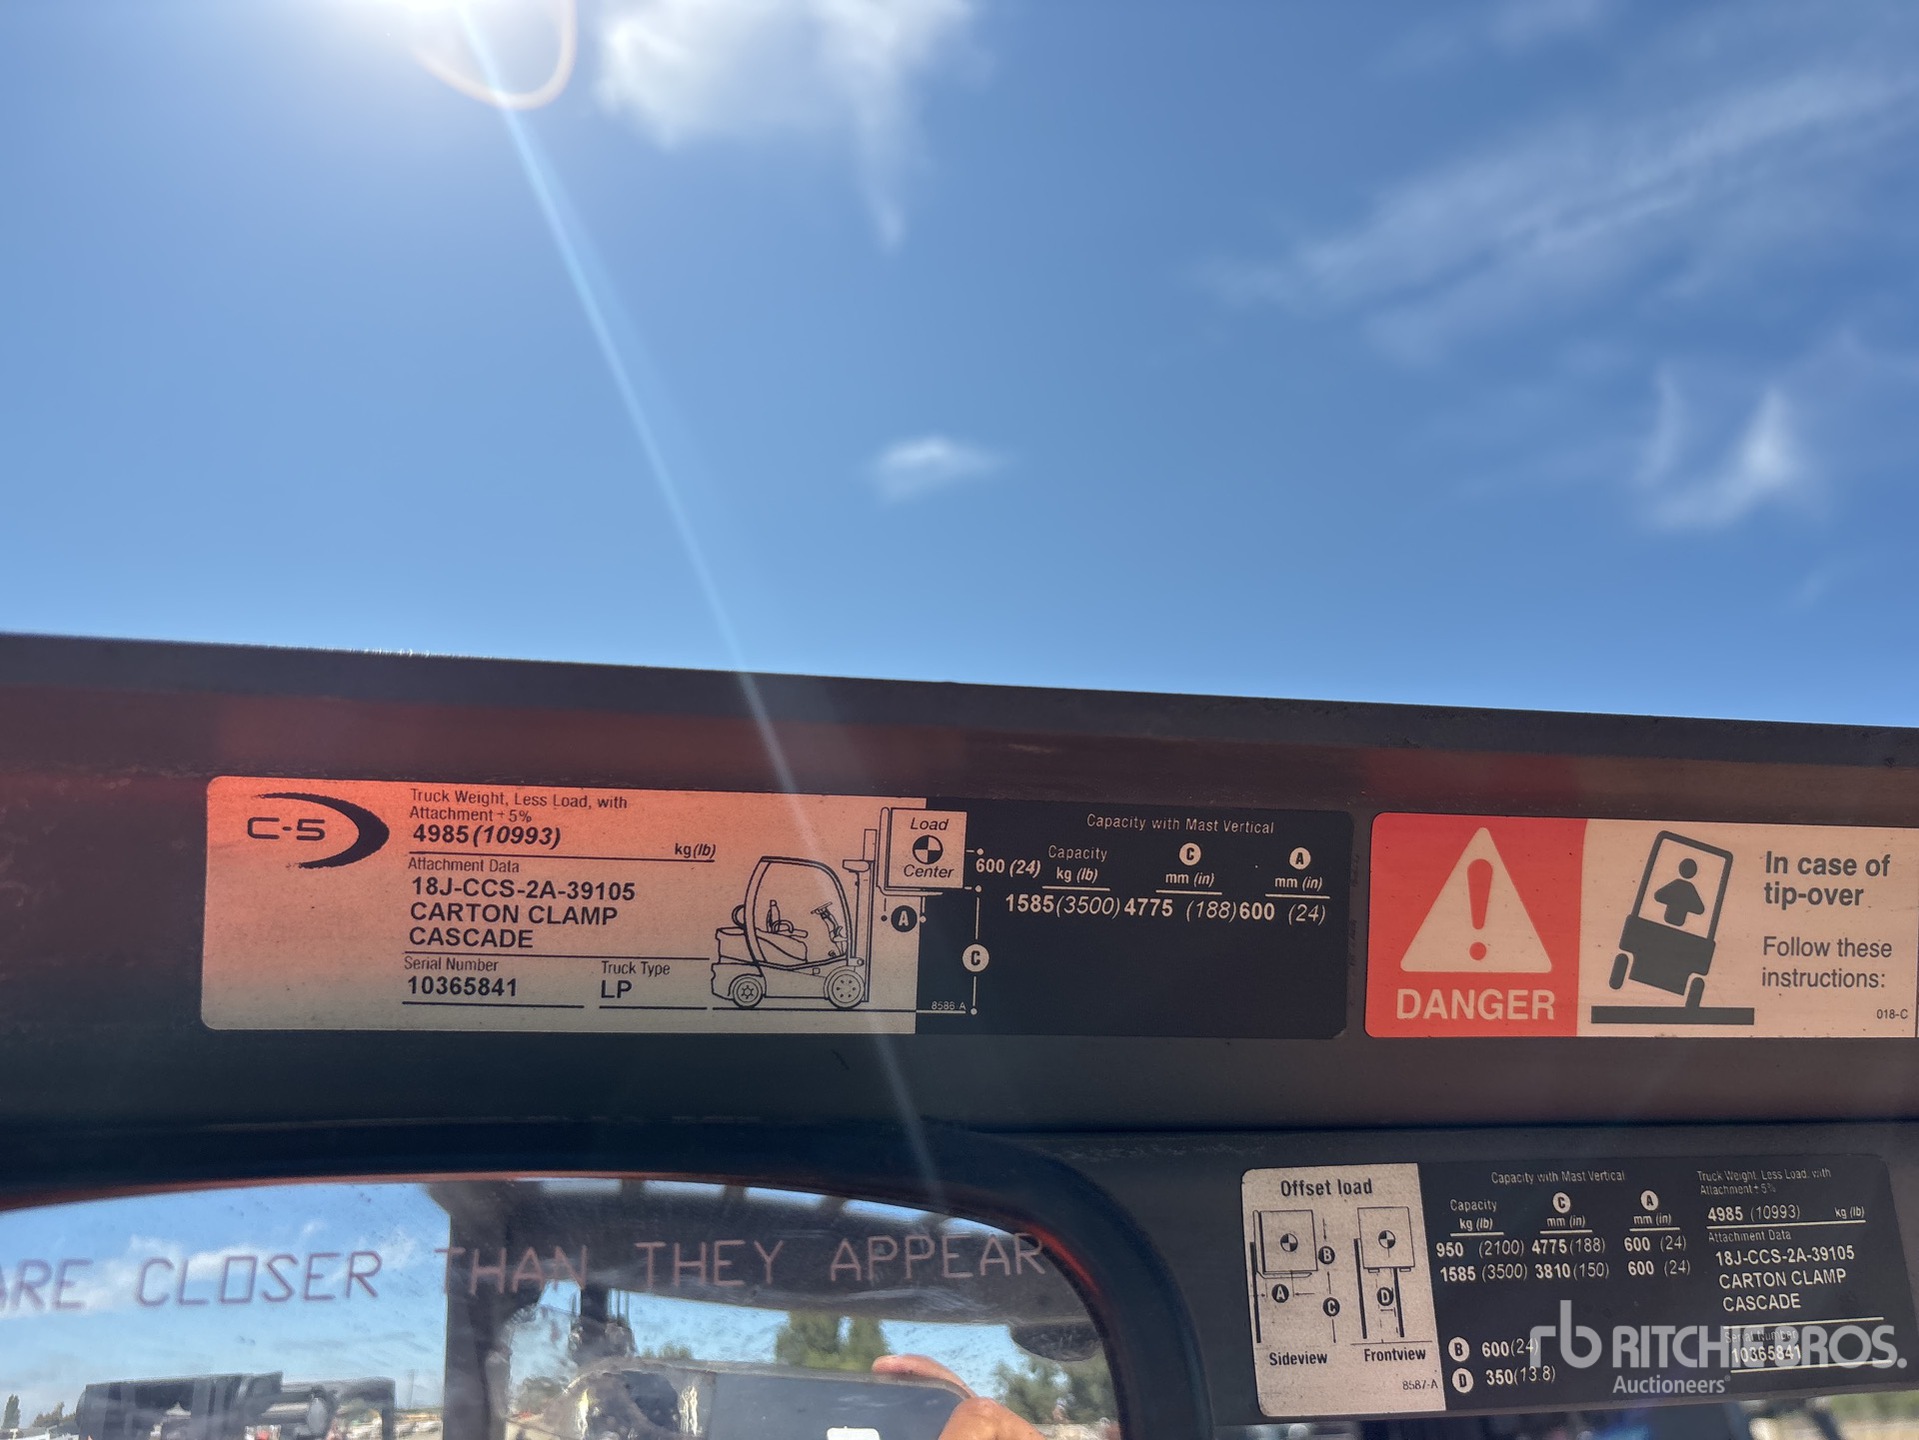 C-5
Truck Weight, Less Load, with
Attachment ± 5%
4985(10993)
kg(lb)
Attachment Data
18J-CCS-2A-39105
CARTON CLAMP
CASCADE
Serial Number
10365841
Truck Type
LP
Load
Center
600 (24)
A
C
8586-A
Capacity with Mast Vertical
Capacity C A
kg (lb) mm (in) mm (in)
1585(3500) 4775 (188) 600 (24)
DANGER
In case of
tip-over
Follow these
instructions:
018-C
ARE CLOSER THAN THEY APPEAR
Offset load
B
A
C
D
Sideview
Frontview
8587-A
Capacity with Mast Vertical
Capacity C A
kg (lb) mm (in) mm (in)
950 (2100) 4775(188) 600 (24)
1585 (3500) 3810(150) 600 (24)
B 600(24)
D 350(13.8)
Truck Weight, Less Load, with
Attachment ± 5%
4985 (10993) kg (lb)
Attachment Data
18J-CCS-2A-39105
CARTON CLAMP
CASCADE
Serial Number
10365841
rb RITCHIE BROS.
Auctioneers